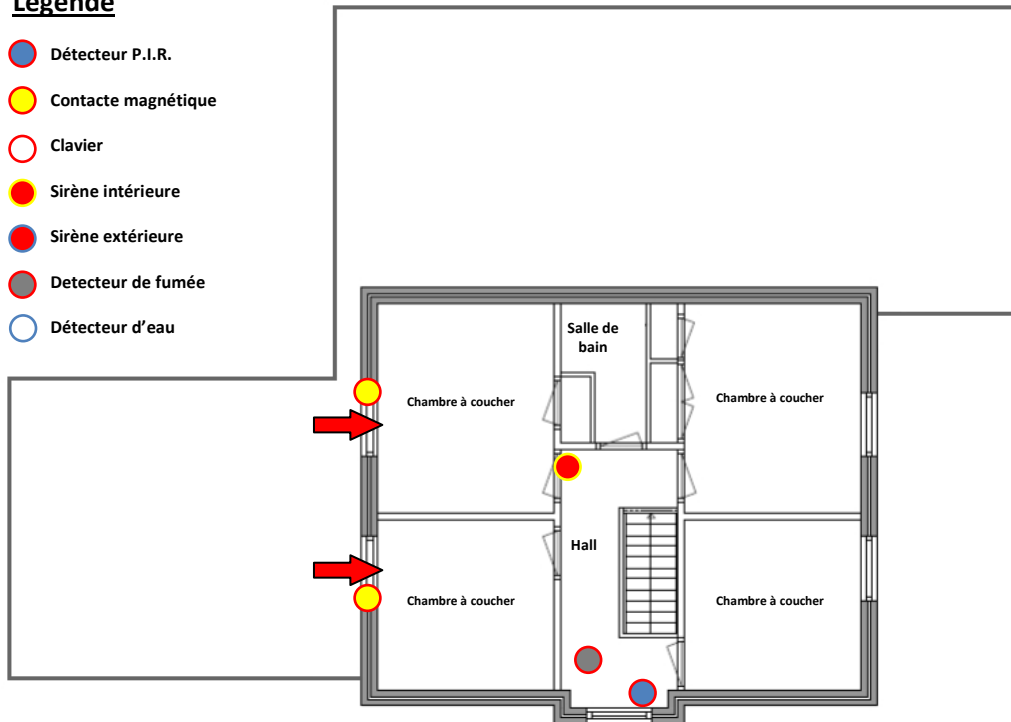 Légende
Détecteur P.I.R.
Contacte magnétique
Clavier
Sirène intérieure
Sirène extérieure
Detecteur de fumée
Détecteur d'eau
Salle de
bain
Chambre à coucher
Chambre à coucher
Hall
Chambre à coucher
Chambre à coucher